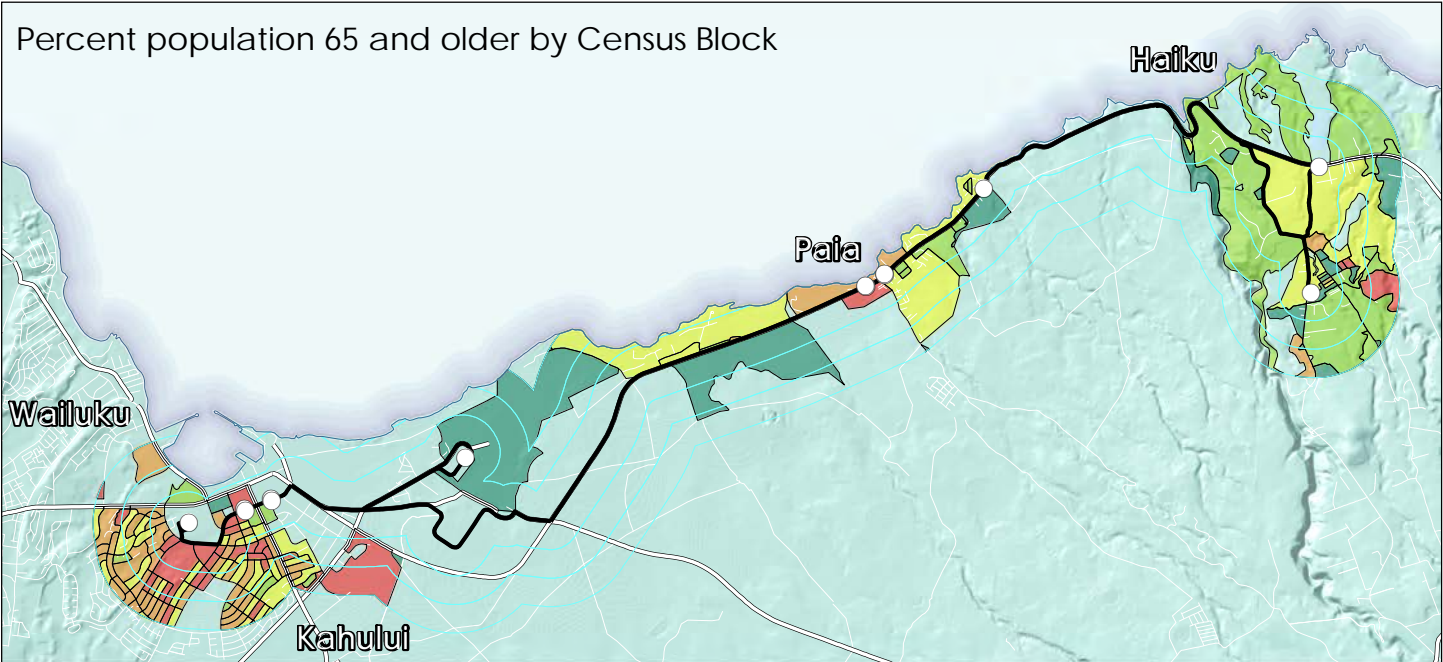 Percent population 65 and older by Census Block
Haiku
Paia
Wailuku
Kahului